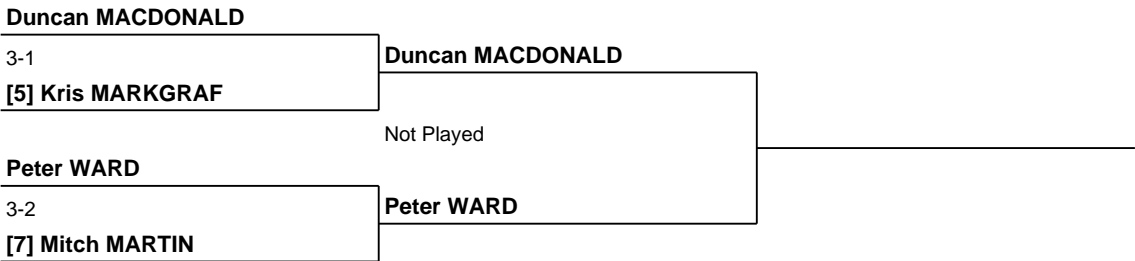 Duncan MACDONALD
3-1
Duncan MACDONALD
[5] Kris MARKGRAF
Not Played
Peter WARD
3-2
Peter WARD
[7] Mitch MARTIN